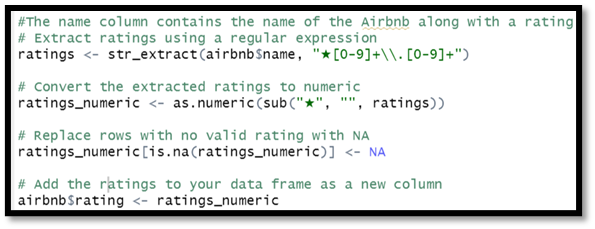 #The name column contains the name of the Airbnb along with a rating
# Extract ratings using a regular expression
ratings <- str_extract(airbnb$name, "★[0-9]+\\.[0-9]+")
# Convert the extracted ratings to numeric
ratings_numeric <- as.numeric(sub("★", "", ratings))
# Replace rows with no valid rating with NA
ratings_numeric[is.na(ratings_numeric)] <- NA
# Add the ratings to your data frame as a new column
airbnb$rating <- ratings_numeric